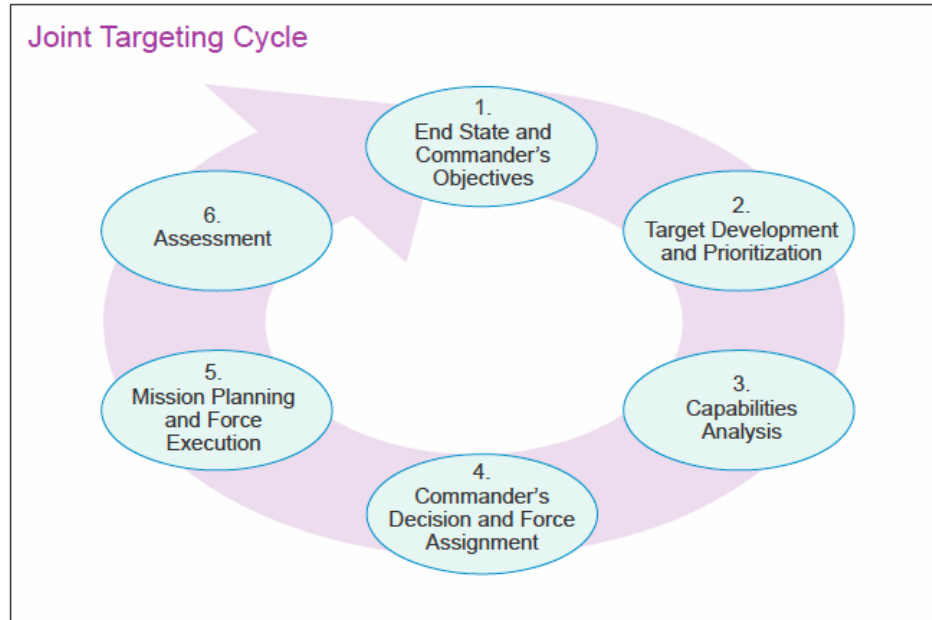 Joint Targeting Cycle
1.
End State and
Commander’s
Objectives
2.
Target Development
and Prioritization
3.
Capabilities
Analysis
4.
Commander’s
Decision and Force
Assignment
5.
Mission Planning
and Force
Execution
6.
Assessment